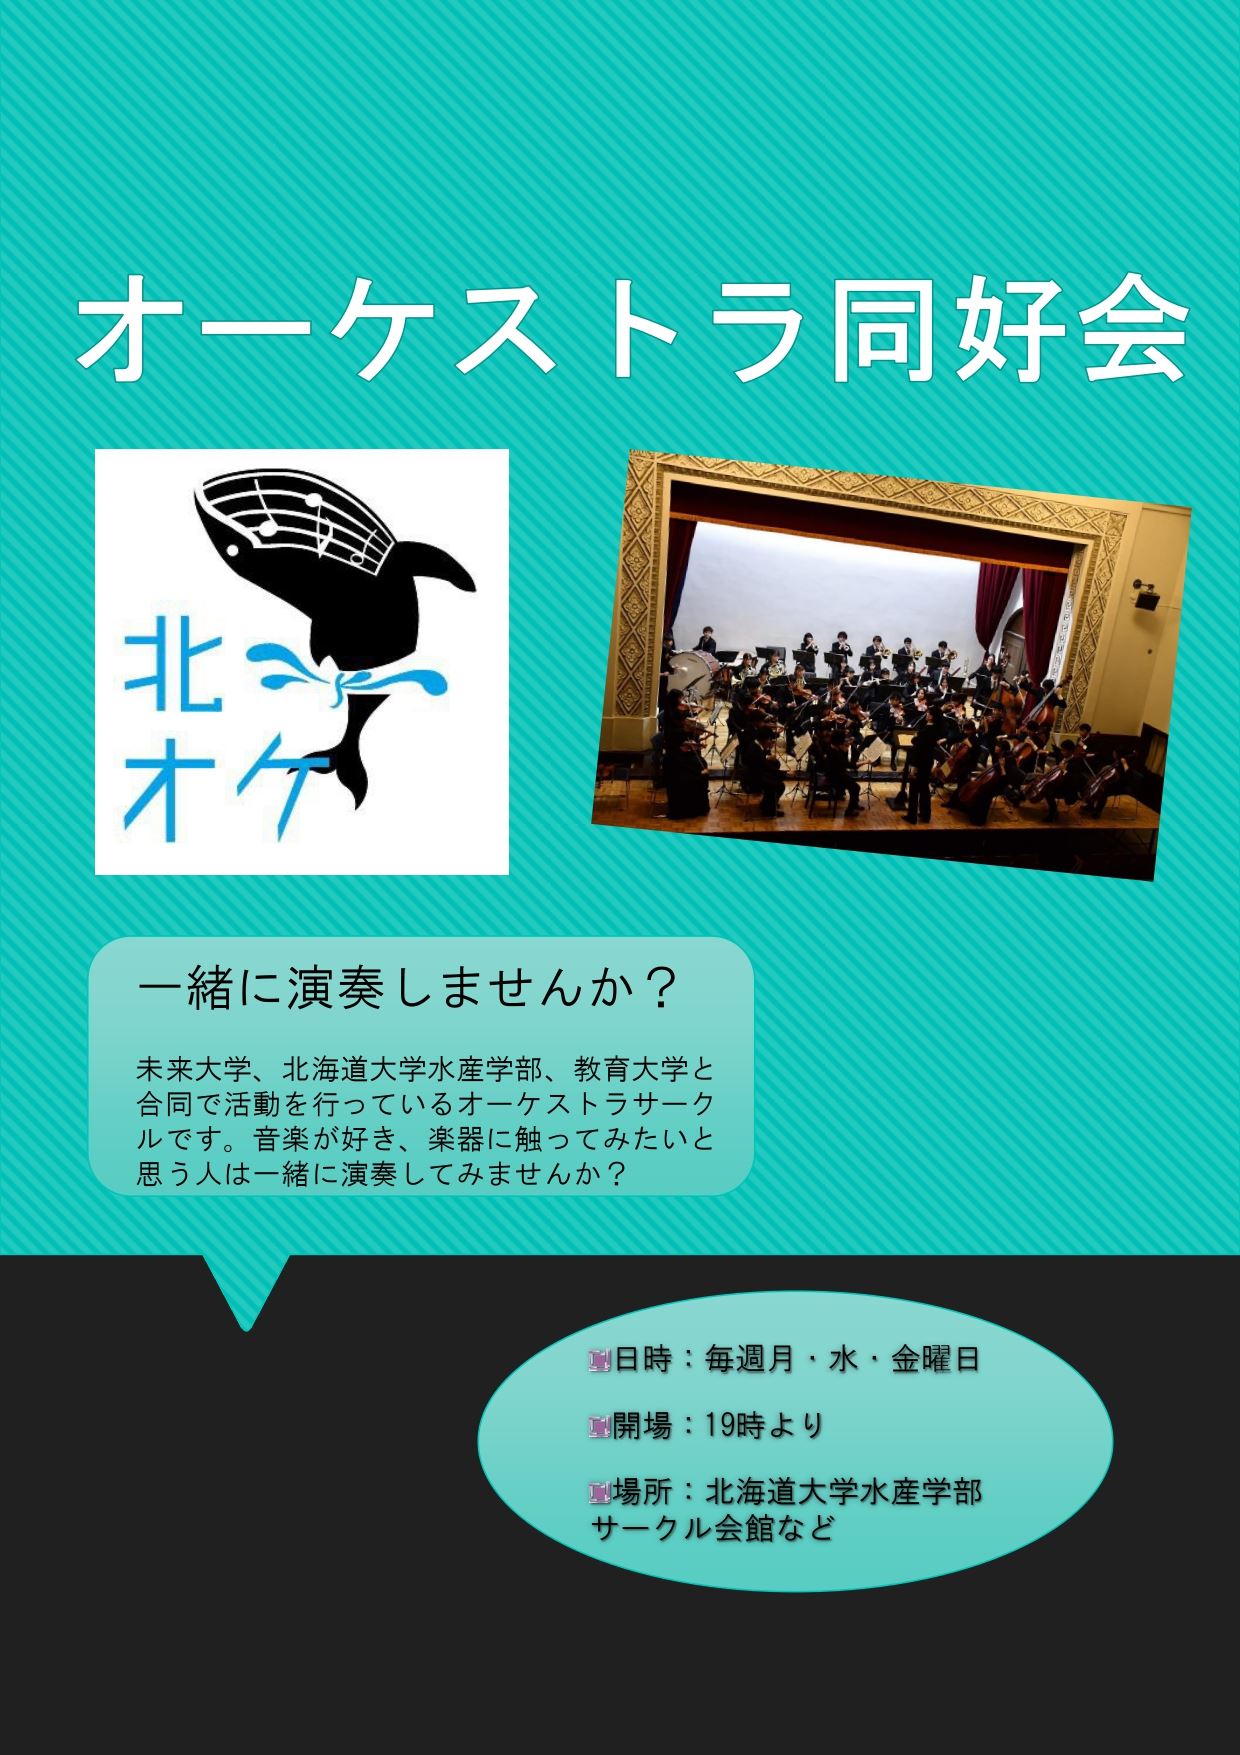 オーケストラ同好会
北
オケ
一緒に演奏しませんか？
未来大学、北海道大学水産学部、教育大学と
合同で活動を行っているオーケストラサーク
ルです。音楽が好き、楽器に触ってみたいと
思う人は一緒に演奏してみませんか？
日時：毎週月・水・金曜日
開場：19時より
場所：北海道大学水産学部
サークル会館など